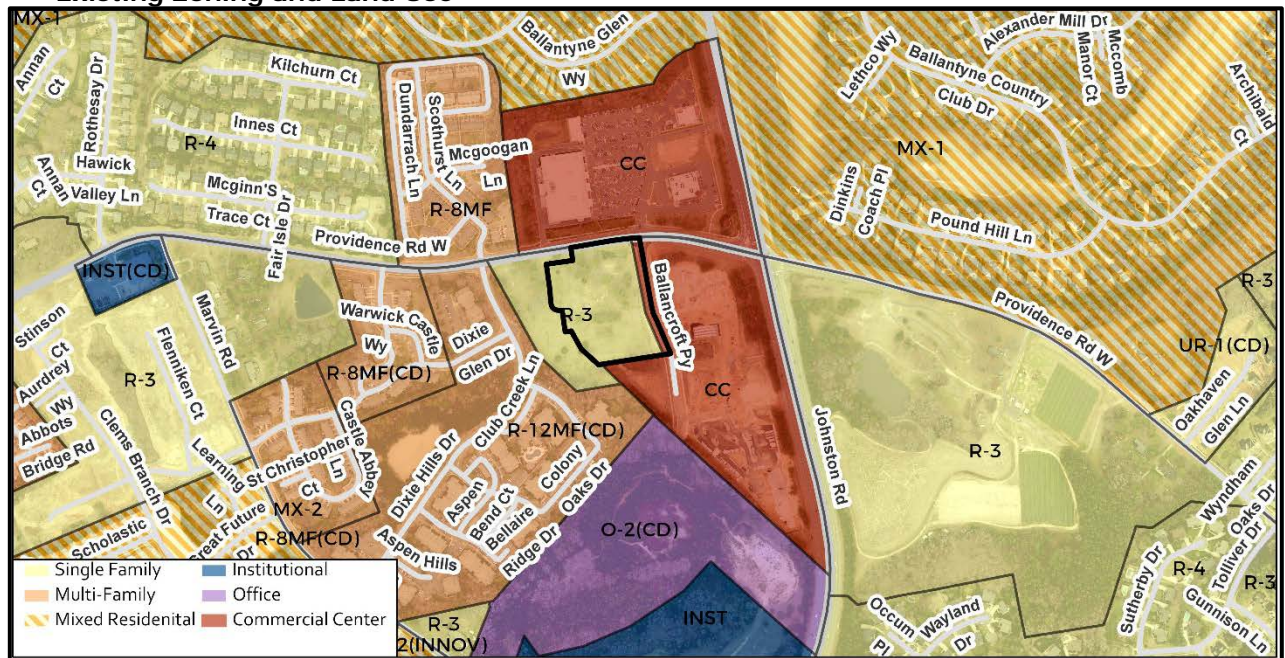 MX-1
Annan
Ct
Rothesay Dr
Kilchurn Ct
Innes Ct
R-4
Hawick
Valley Ln
Annan
Ct
Mcginn'S
Trace Ct
Fair Isle Dr
Providence Rd W
Dundarrach Ln
Scothurst
Ln
Mcgoogan
Ln
R-8MF
Ballantyne Glen
Wy
CC
Lethco Wy
Alexander Mill Dr
Manor Ct
Mccomb
Ballantyne Country
Club Dr
Archibald
Ct
MX-1
Dinkins
Coach Pl
Pound Hill Ln
INST(CD)
Stinson
Ct
Aurdrey
Wy
Abbots
Bridge Rd
R-3
Flenniken Ct
Marvin Rd
Clems Branch Dr
Learning
Ln
Scholastic
Great Future
Dr
Warwick Castle
Wy
R-8MF(CD)
Dixie
Glen Dr
St Christopher
Ln
Ct
Castle Abbey
MX-2
R-8MF(CD)
Dixie Hills Dr
Club Creek Ln
R-12MF(CD)
Aspen
Bend Ct
Bellaire
Colony
Oaks Dr
Ridge Dr
Aspen Hills
R-3
Ballancroft Py
CC
Johnston Rd
O-2(CD)
INST
R-3
2(INNOV)
R-3
Providence Rd W
R-3
UR-1(CD)
Oakhaven
Glen Ln
Wyndham
Oaks Dr
Tolliver Dr
Sutherby Dr
R-4
R-3
Gunnison Ln
Occum
Pl
Wayland
Dr
Single Family
Multi-Family
Mixed Residenital
Institutional
Office
Commercial Center